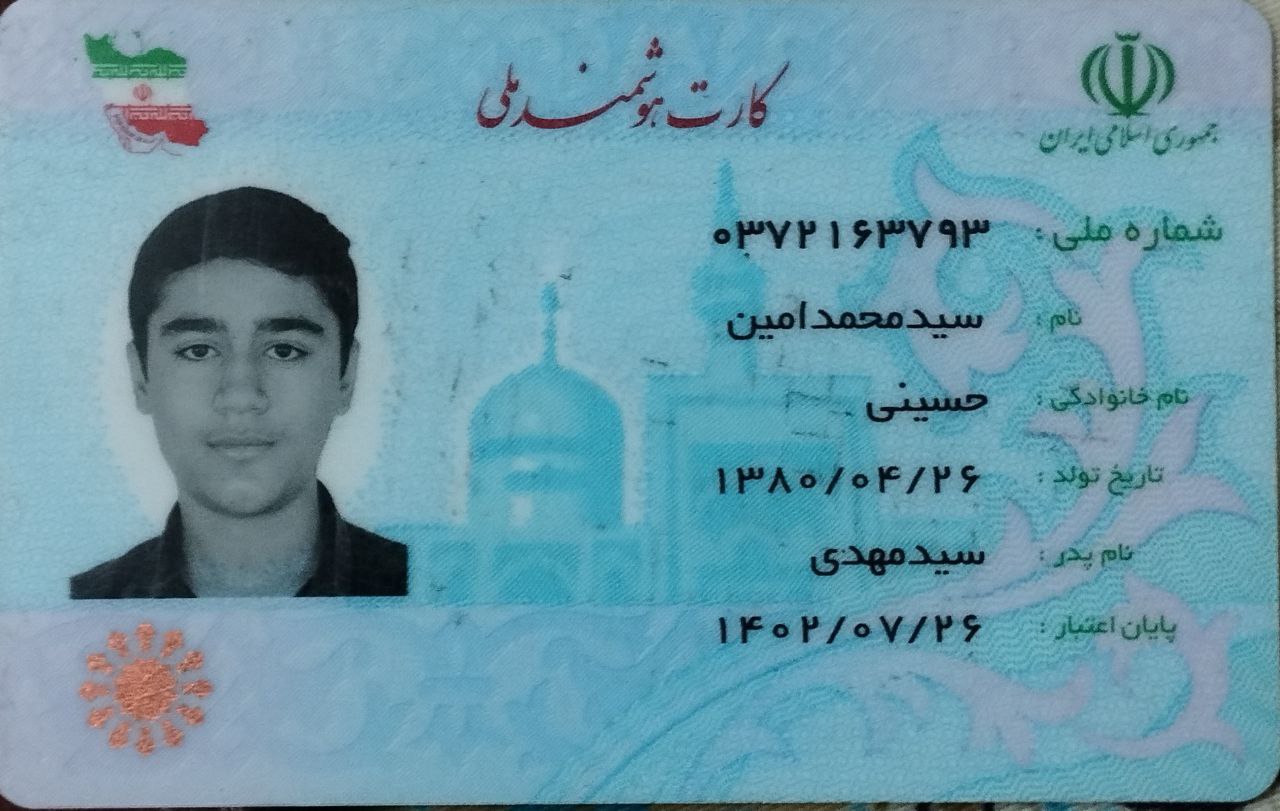 کارت هوشمند ملی
جمهوری اسلامی ایران
شماره ملی : ۰۳۷۲۱۶۳۷۹۳
نام : سیدمحمدامین
نام خانوادگی : حسینی
تاریخ تولد : ۱۳۸۰/۰۴/۲۶
نام پدر : سیدمهدی
پایان اعتبار : ۱۴۰۲/۰۷/۲۶